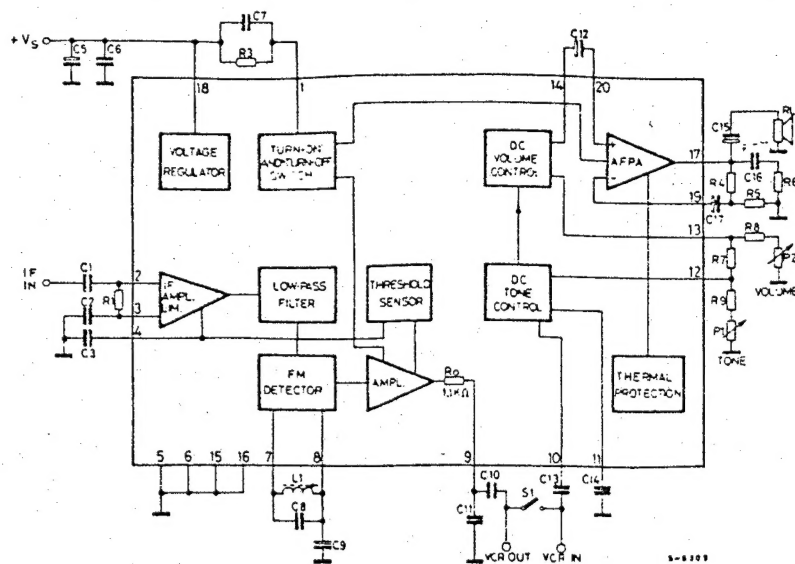 C7
R3
+ VS
C5
C6
18
1
C12
14
20
VOLTAGE
REGULATOR
TURN-ON
AND-TURN-OFF
SWITCH
DC
VOLUME
CONTROL
+
AFPA
-
17
19
C15
RL
C16
R4
R6
R5
C17
13
R8
R7
P2
VOLUME
12
R9
P1
TONE
IF
IN
C1
C2
C3
R1
2
3
4
IF
AMPL.
LIM.
LOW-PASS
FILTER
THRESHOLD
SENSOR
DC
TONE
CONTROL
FM
DETECTOR
AMPL.
Ro
1,1KΩ
THERMAL
PROTECTION
5
6
15
16
7
8
9
10
11
L1
C8
C9
C10
C11
S1
C13
C14
VCR OUT
VCR IN
S-6309